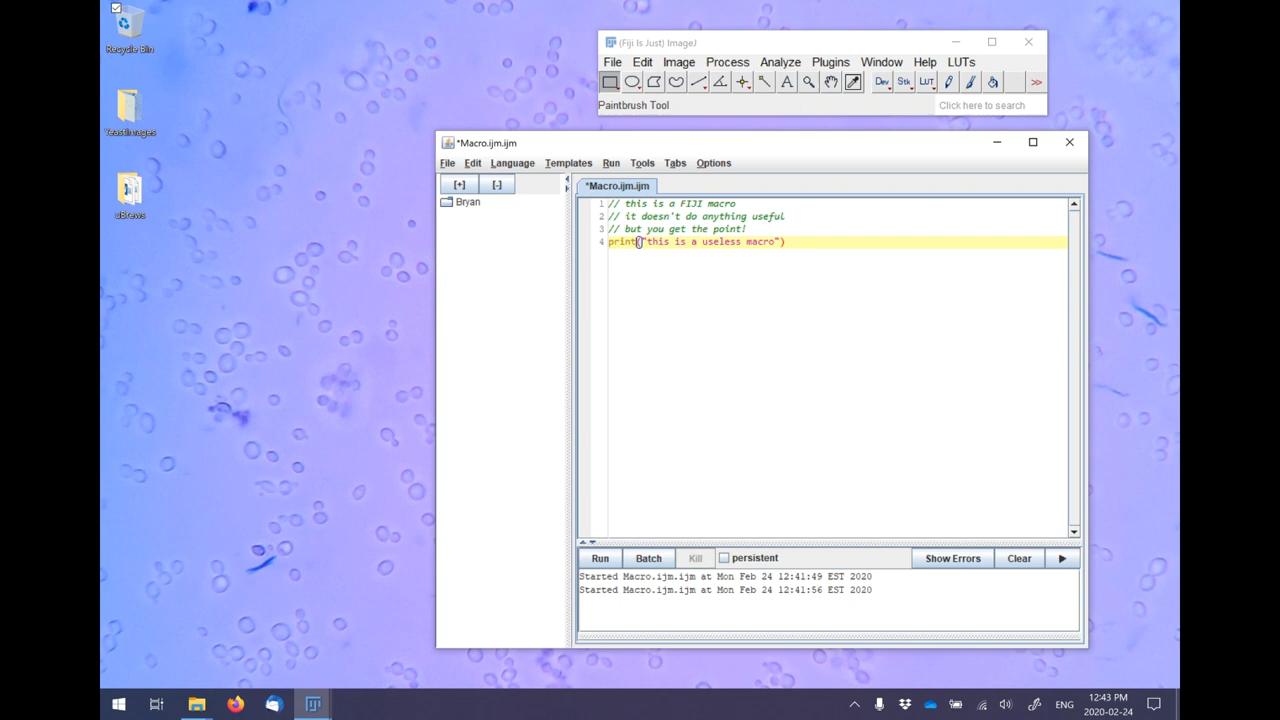 Recycle Bin
YeastImages
uBrews
(Fiji Is Just) ImageJ
File Edit Image Process Analyze Plugins Window Help LUTs
Dev Stk LUT >>
Paintbrush Tool
Click here to search
*Macro.ijm.ijm
File Edit Language Templates Run Tools Tabs Options
[+] [-]
Bryan
*Macro.ijm.ijm
1 // this is a FIJI macro
2 // it doesn't do anything useful
3 // but you get the point!
4 print("this is a useless macro")
Run Batch Kill persistent Show Errors Clear
Started Macro.ijm.ijm at Mon Feb 24 12:41:49 EST 2020
Started Macro.ijm.ijm at Mon Feb 24 12:41:56 EST 2020
ENG
12:43 PM
2020-02-24